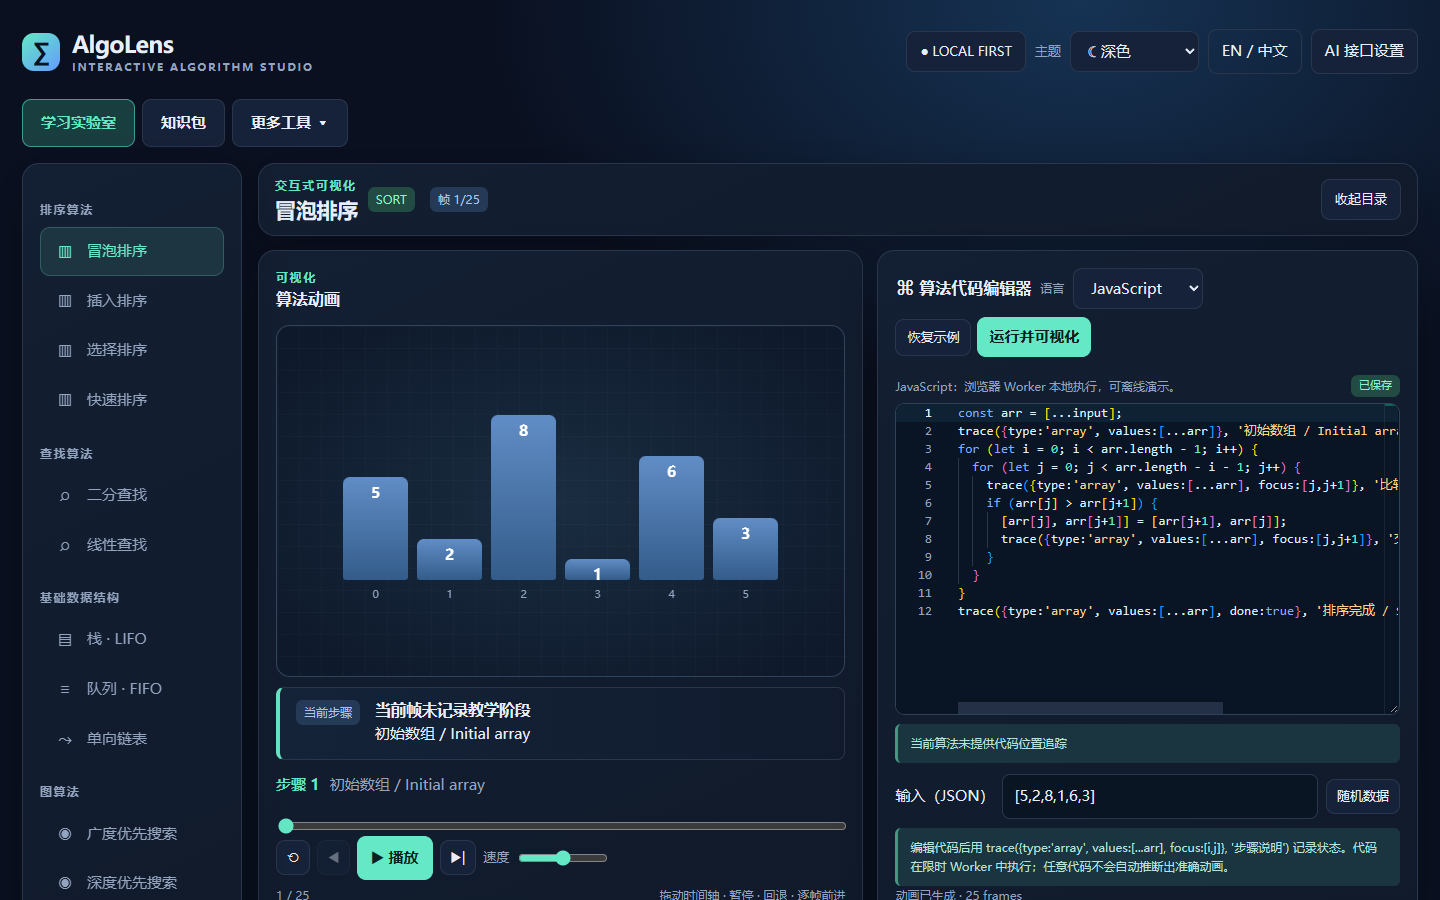 ∑ AlgoLens
INTERACTIVE ALGORITHM STUDIO
● LOCAL FIRST
主题
☾ 深色
EN / 中文
AI 接口设置
学习实验室
知识包
更多工具 ▾
排序算法
冒泡排序
插入排序
选择排序
快速排序
查找算法
二分查找
线性查找
基础数据结构
栈 · LIFO
队列 · FIFO
单向链表
图算法
广度优先搜索
深度优先搜索
交互式可视化
冒泡排序
SORT
帧 1/25
收起目录
可视化
算法动画
5
2
8
1
6
3
0
1
2
3
4
5
当前步骤
当前帧未记录教学阶段
初始数组 / Initial array
步骤 1 初始数组 / Initial array
▶ 播放
速度
1 / 25
拖动时间轴 · 暂停 · 回退 · 逐帧前进
⌘ 算法代码编辑器
语言
JavaScript
恢复示例
运行并可视化
JavaScript：浏览器 Worker 本地执行，可离线演示。
已保存
1 const arr = [...input];
2 trace({type:'array', values:[...arr]}, '初始数组 / Initial arr
3 for (let i = 0; i < arr.length - 1; i++) {
4 for (let j = 0; j < arr.length - i - 1; j++) {
5 trace({type:'array', values:[...arr], focus:[j,j+1]}, '比
6 if (arr[j] > arr[j+1]) {
7 [arr[j], arr[j+1]] = [arr[j+1], arr[j]];
8 trace({type:'array', values:[...arr], focus:[j,j+1]}, '
9 }
10 }
11 }
12 trace({type:'array', values:[...arr], done:true}, '排序完成 /
当前算法未提供代码位置追踪
输入（JSON）
[5,2,8,1,6,3]
随机数据
编辑代码后用 trace({type:'array', values:[...arr], focus:[i,j]}, '步骤说明') 记录状态。代码
在限时 Worker 中执行；任意代码不会自动推断出准确动画。
动画已生成 · 25 frames